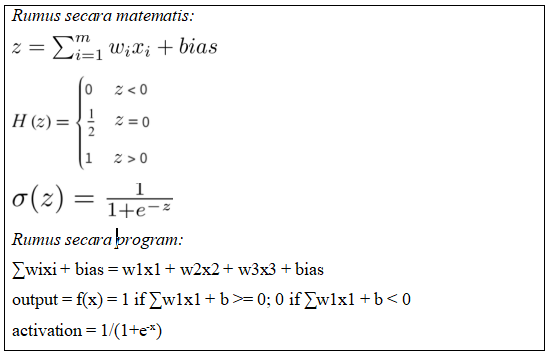 Rumus secara matematis:
z = ∑ᵢ₌₁ᵐ wᵢxᵢ + bias
H (z) = { 0 z < 0
1/2 z = 0
1 z > 0
σ(z) = 1/(1+e⁻ᶻ)
Rumus secara program:
∑wixi + bias = w1x1 + w2x2 + w3x3 + bias
output = f(x) = 1 if ∑w1x1 + b >= 0; 0 if ∑w1x1 + b < 0
activation = 1/(1+e⁻ˣ)